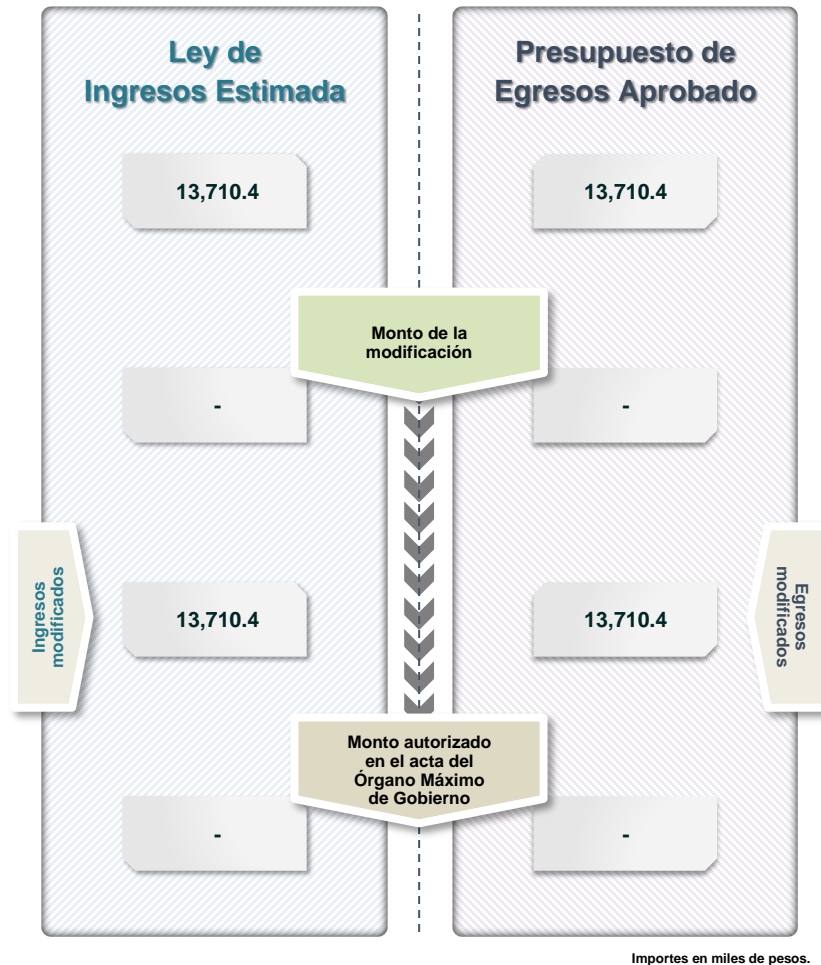 Ley de
Ingresos Estimada
Presupuesto de
Egresos Aprobado
13,710.4
13,710.4
Monto de la
modificación
-
-
Ingresos
modificados
13,710.4
13,710.4
Egresos
modificados
Monto autorizado
en el acta del
Órgano Máximo
de Gobierno
-
-
Importes en miles de pesos.